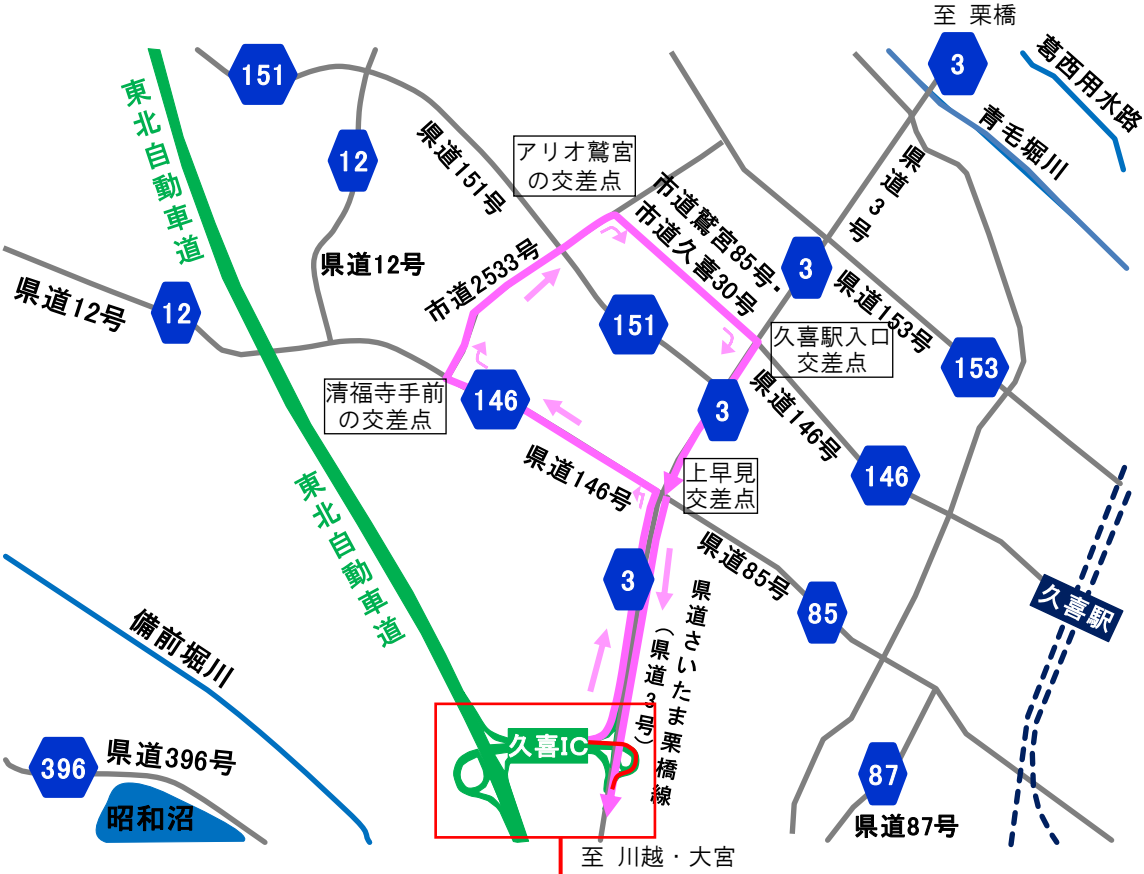 至 栗橋
3
葛西用水路
151
東北自動車道
青毛堀川
12
県道151号
アリオ鷲宮
の交差点
県道3号
市道鷲宮85号・
市道久喜30号
県道12号
市道2533号
3
県道12号
12
県道153号
151
久喜駅入口
交差点
153
清福寺手前
の交差点
146
3
県道146号
県道146号
146
上早見
交差点
東北自動車道
県道85号
3
85
久喜駅
県道さいたま栗橋線
(県道3号)
備前堀川
久喜IC
396
県道396号
87
昭和沼
県道87号
至 川越・大宮